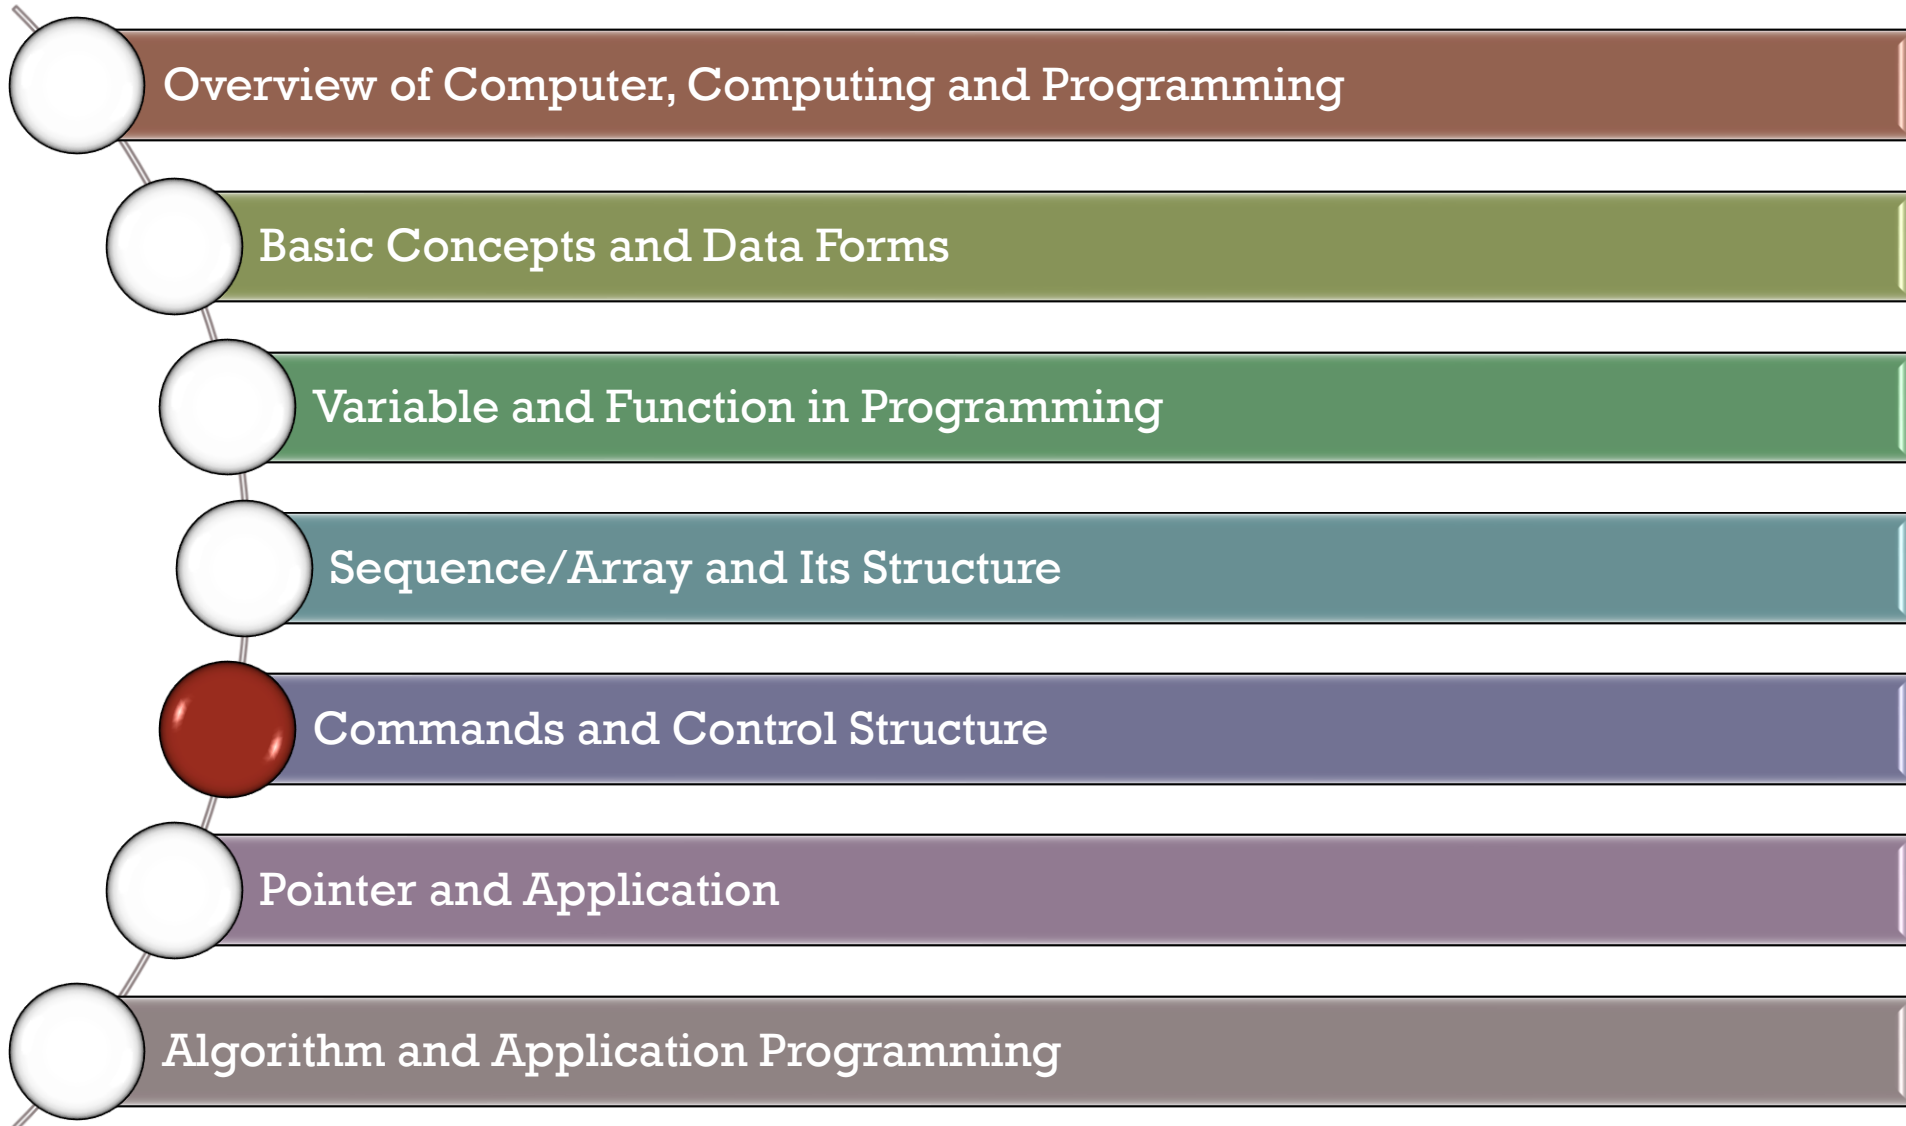 Overview of Computer, Computing and Programming
Basic Concepts and Data Forms
Variable and Function in Programming
Sequence/Array and Its Structure
Commands and Control Structure
Pointer and Application
Algorithm and Application Programming